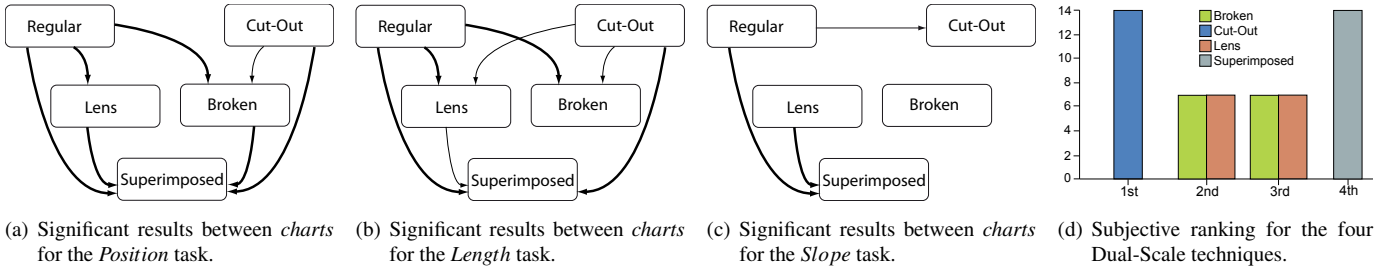 Regular
Cut-Out
Lens
Broken
Superimposed
(a) Significant results between charts
for the Position task.
Regular
Cut-Out
Lens
Broken
Superimposed
(b) Significant results between charts
for the Length task.
Regular
Cut-Out
Lens
Broken
Superimposed
(c) Significant results between charts
for the Slope task.
14
12
10
8
6
4
2
0
Broken
Cut-Out
Lens
Superimposed
1st 2nd 3rd 4th
(d) Subjective ranking for the four
Dual-Scale techniques.